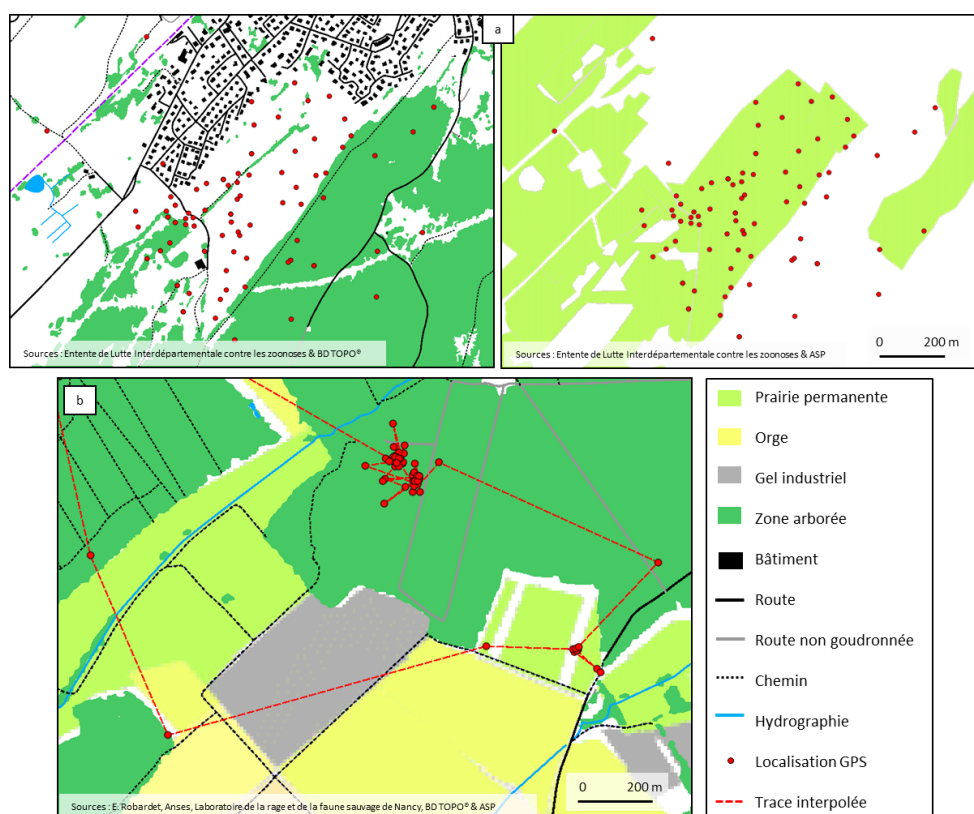 a
Sources : Entente de Lutte Interdépartementale contre les zoonoses & BD TOPO®
Sources : Entente de Lutte Interdépartementale contre les zoonoses & ASP
0 200 m
b
Sources : E. Robardet, Anses, Laboratoire de la rage et de la faune sauvage de Nancy, BD TOPO® & ASP
0 200 m
Prairie permanente
Orge
Gel industriel
Zone arborée
Bâtiment
Route
Route non goudronnée
Chemin
Hydrographie
Localisation GPS
Trace interpolée